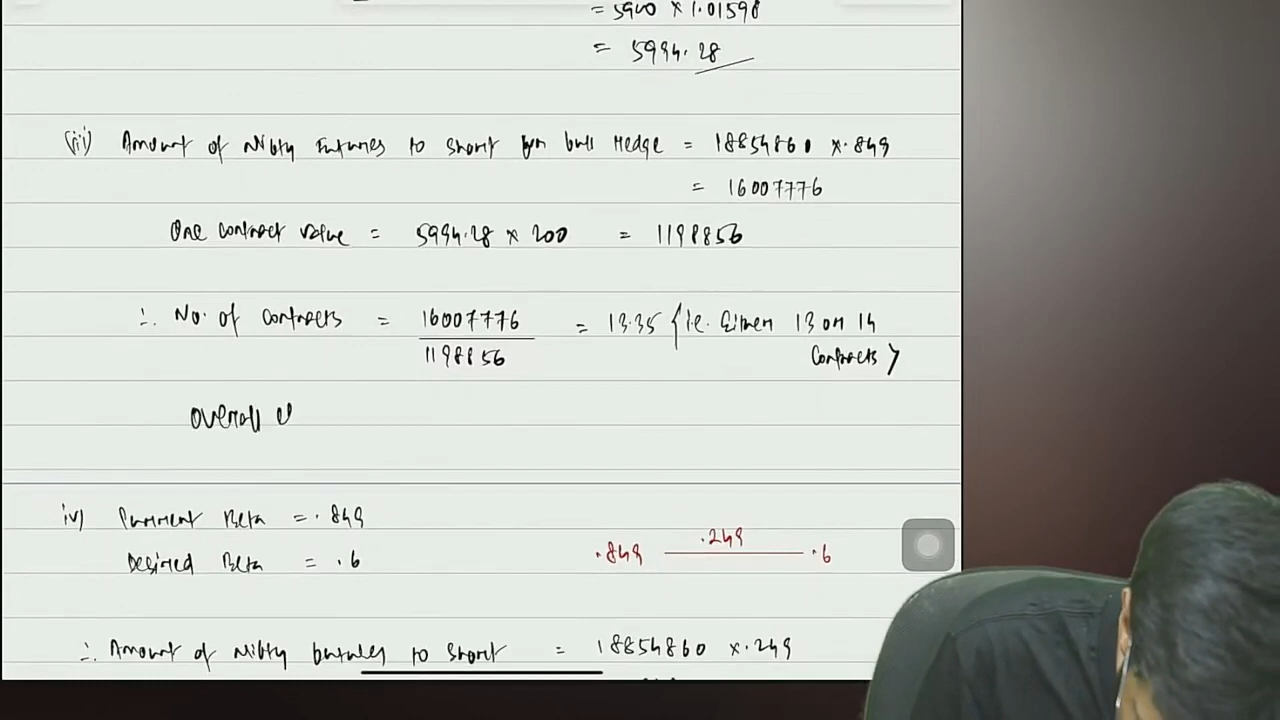 = 5900 × 1.01598
= 5994.28
(iii) Amount of Nifty Futures to short for full Hedge = 18854860 × .849
= 16007776
One contract value = 5994.28 × 200 = 1198856
∴ No. of contracts = 16007776 / 1198856 = 13.35 {i.e. Either 13 or 14 contracts}
Overall
iv) Present Beta = .849
Desired Beta = .6
.849 .249 .6
∴ Amount of Nifty futures to short = 18854860 × .249